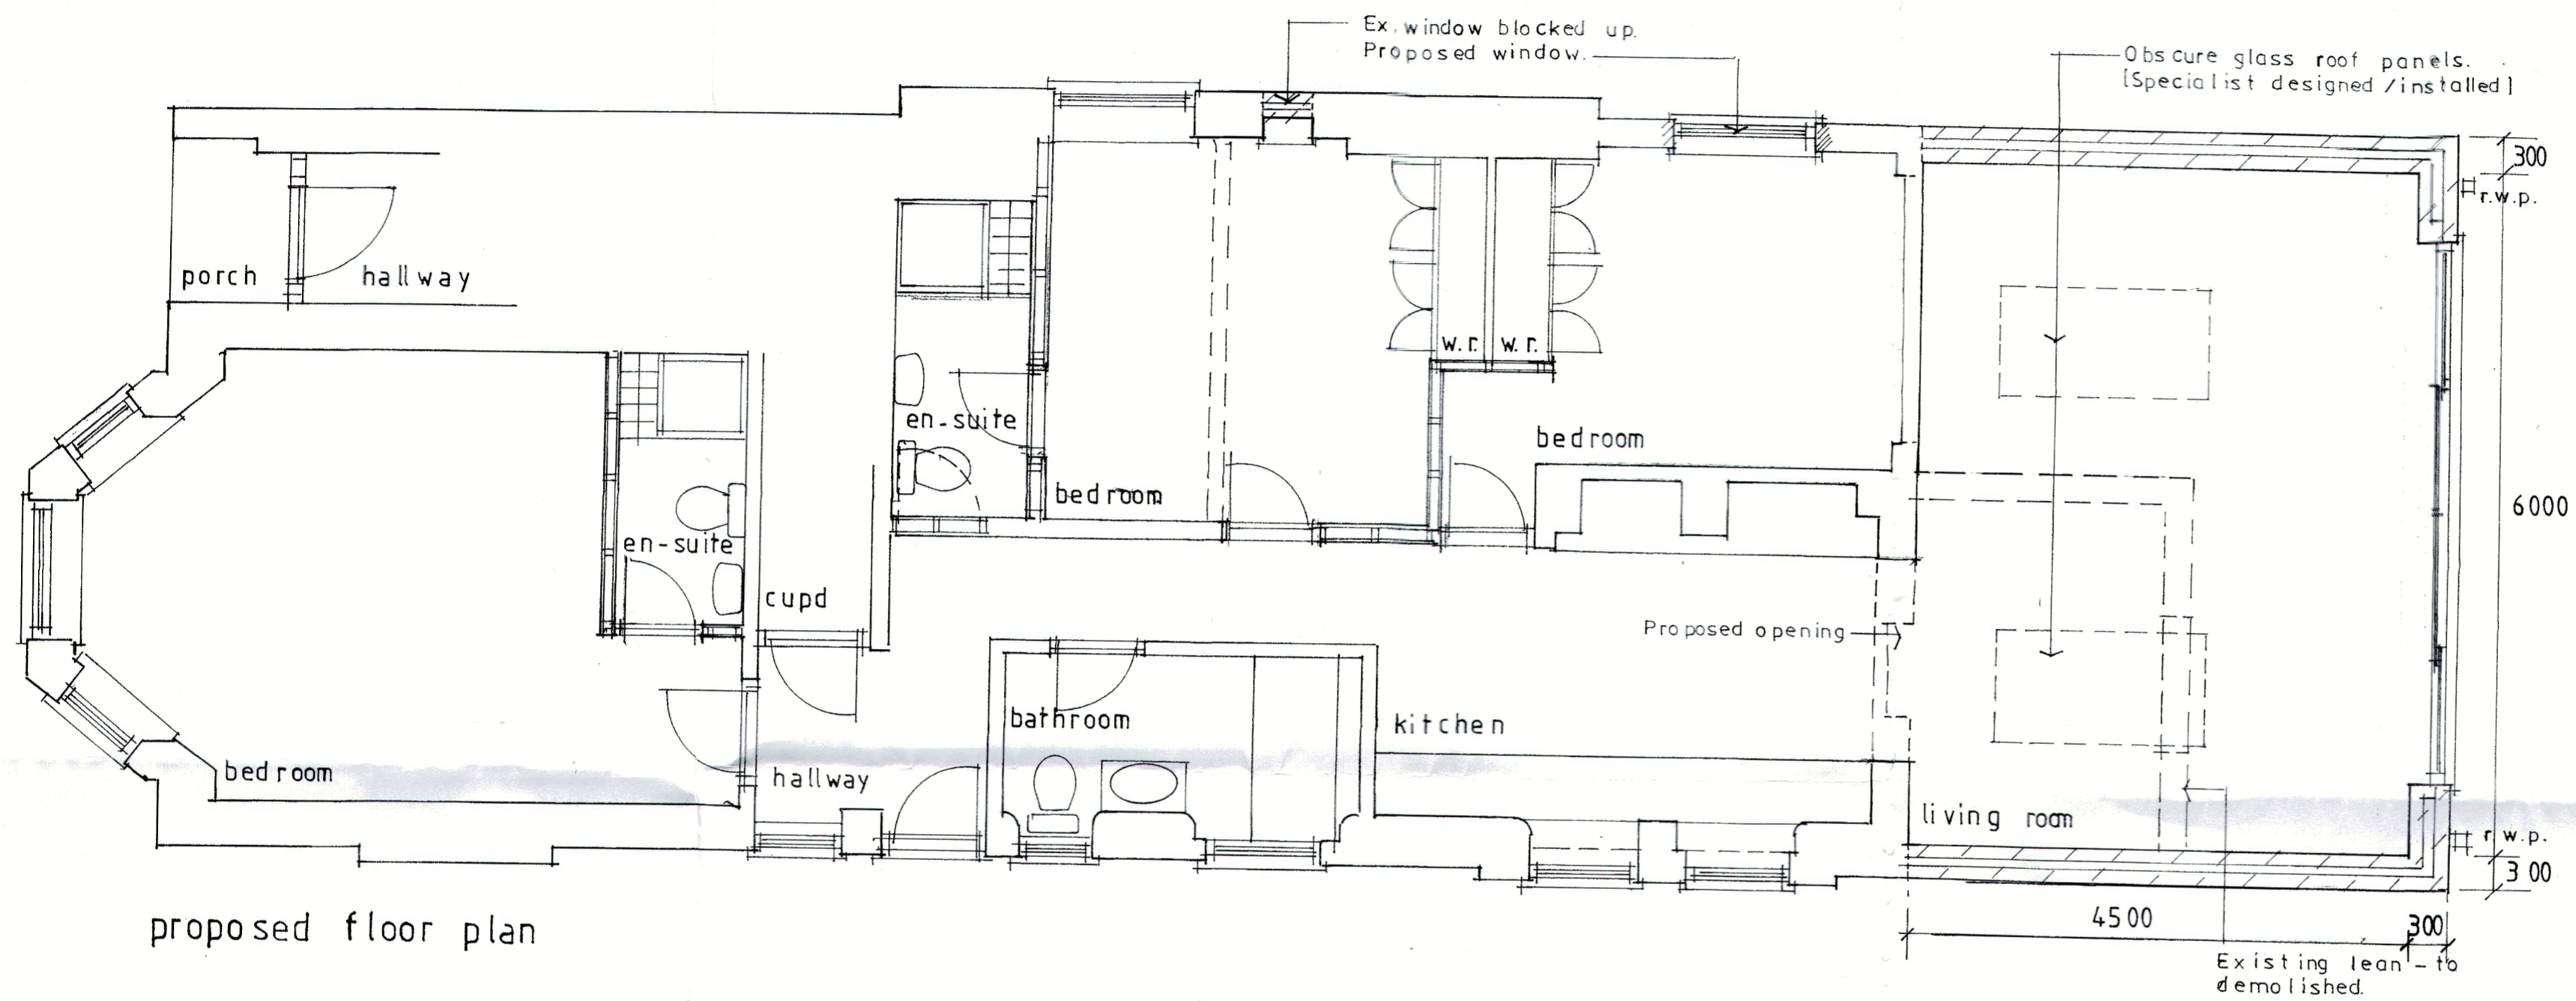 Ex. window blocked up.
Proposed window.
Obscure glass roof panels.
[Specialist designed /installed]
300
r.w.p.
porch
hallway
w.r.
w.r.
en-suite
bedroom
bedroom
6000
en-suite
cupd
Proposed opening
bathroom
kitchen
bedroom
hallway
living room
r.w.p.
300
proposed floor plan
4500
300
Existing lean-to
demolished.